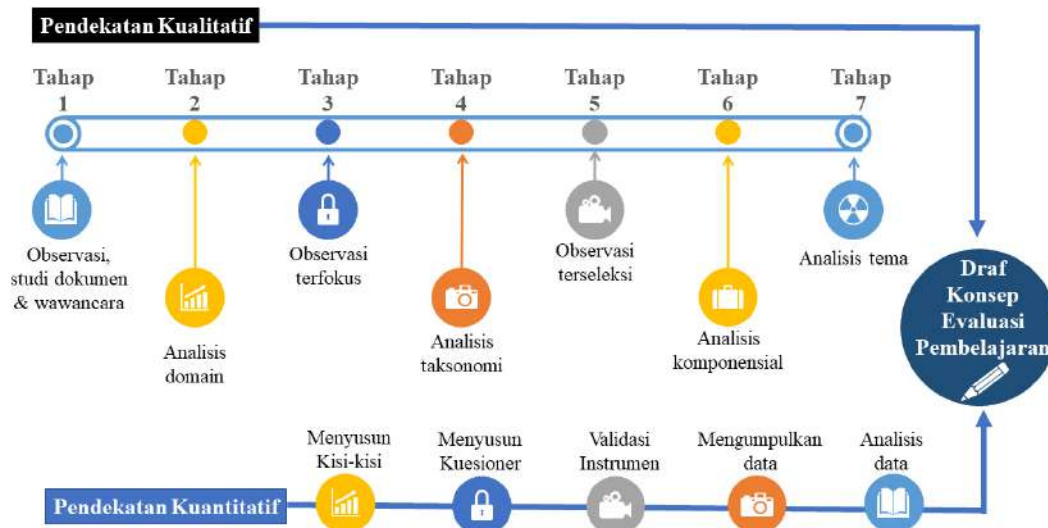 Pendekatan Kualitatif
Tahap
1
Tahap
2
Tahap
3
Tahap
4
Tahap
5
Tahap
6
Tahap
7
Observasi,
studi dokumen
& wawancara
Analisis
domain
Observasi
terfokus
Analisis
taksonomi
Observasi
terseleksi
Analisis
komponensial
Analisis tema
Draf
Konsep
Evaluasi
Pembelajaran
Menyusun
Kisi-kisi
Menyusun
Kuesioner
Validasi
Instrumen
Mengumpulkan
data
Analisis
data
Pendekatan Kuantitatif